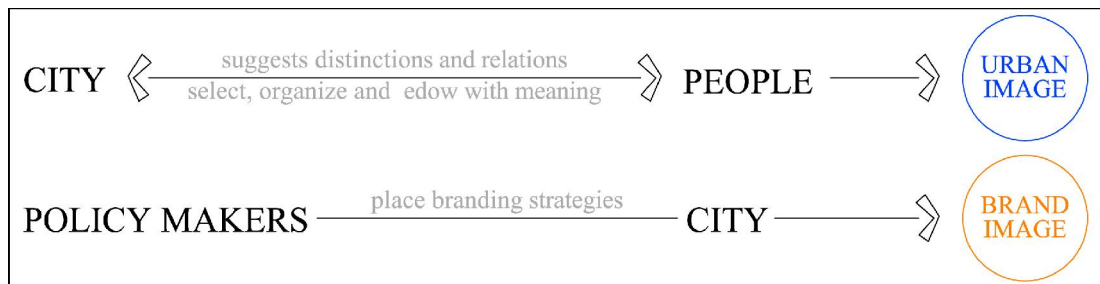 suggests distinctions and relations
CITY
PEOPLE
URBAN
IMAGE
select, organize and edow with meaning
place branding strategies
POLICY MAKERS
CITY
BRAND
IMAGE